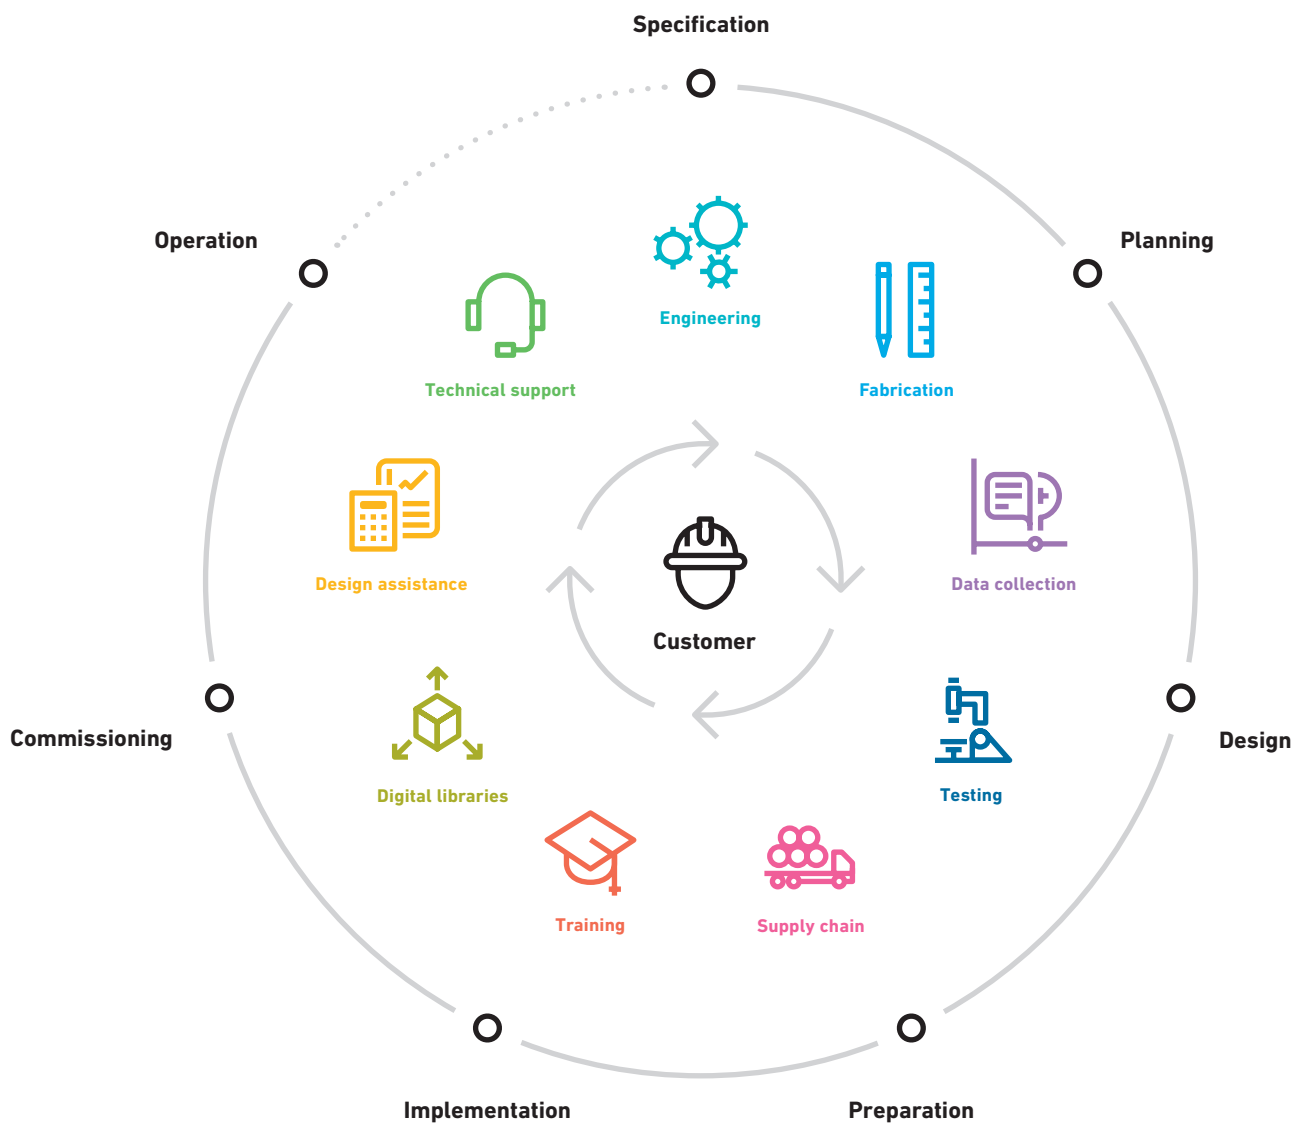 Specification
Operation
Planning
Engineering
Technical support
Fabrication
Design assistance
Data collection
Customer
Commissioning
Design
Digital libraries
Testing
Training
Supply chain
Implementation
Preparation